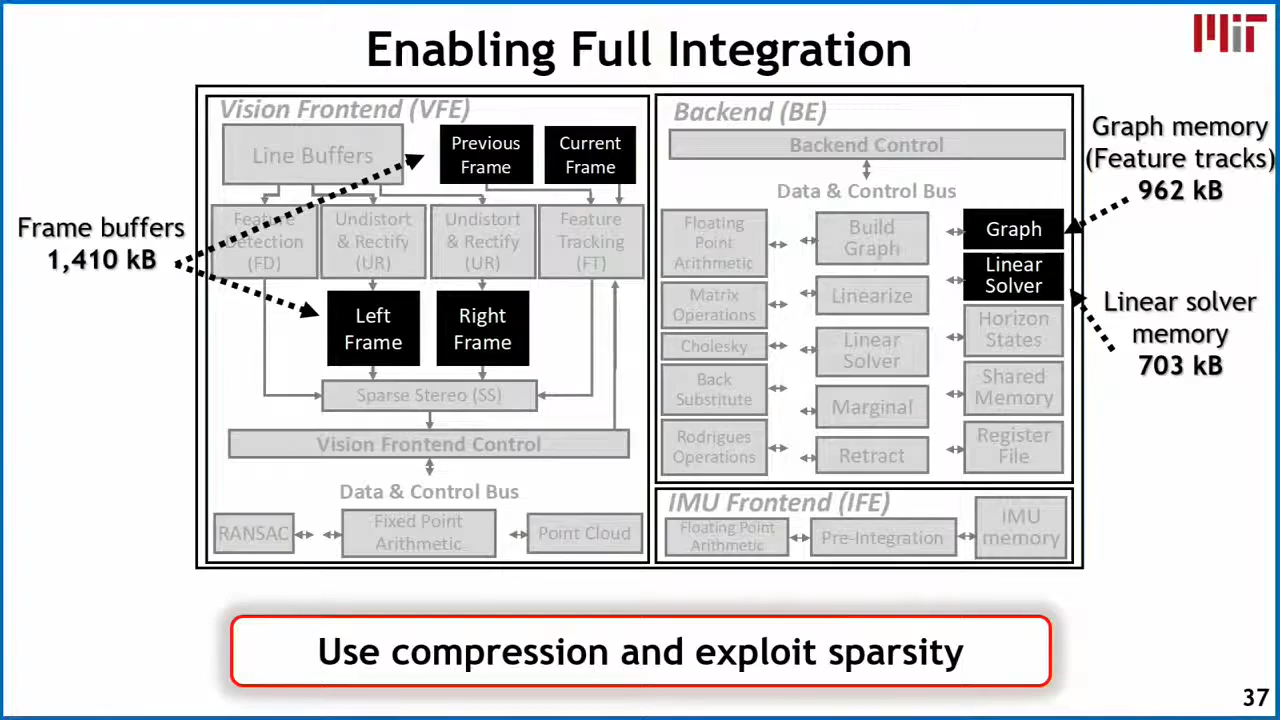 Enabling Full Integration
MiT
Vision Frontend (VFE)
Line Buffers
Previous
Frame
Current
Frame
Feature
Detection
(FD)
Undistort
& Rectify
(UR)
Undistort
& Rectify
(UR)
Feature
Tracking
(FT)
Left
Frame
Right
Frame
Sparse Stereo (SS)
Vision Frontend Control
Data & Control Bus
RANSAC
Fixed Point
Arithmetic
Point Cloud
Frame buffers
1,410 kB
Backend (BE)
Backend Control
Data & Control Bus
Floating
Point
Arithmetic
Matrix
Operations
Cholesky
Back
Substitute
Rodrigues
Operations
Build
Graph
Linearize
Linear
Solver
Marginal
Retract
Graph
Linear
Solver
Horizon
States
Shared
Memory
Register
File
IMU Frontend (IFE)
Floating Point
Arithmetic
Pre-Integration
IMU
memory
Graph memory
(Feature tracks)
962 kB
Linear solver
memory
703 kB
Use compression and exploit sparsity
37